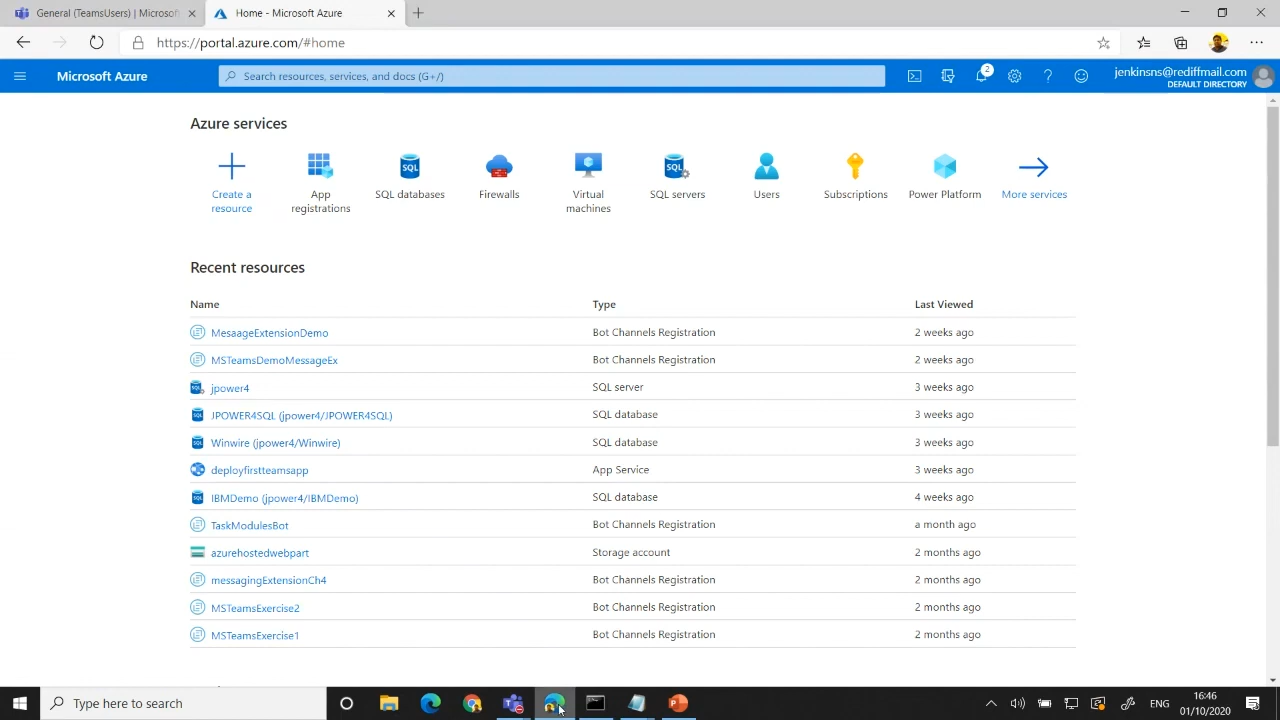 General (TeamsUsers) | Microsoft
Home - Microsoft Azure
https://portal.azure.com/#home
Microsoft Azure
Search resources, services, and docs (G+/)
2
jenkinsns@rediffmail.com
DEFAULT DIRECTORY
Azure services
Create a resource
App registrations
SQL databases
Firewalls
Virtual machines
SQL servers
Users
Subscriptions
Power Platform
More services
Recent resources
Name Type Last Viewed
MesaageExtensionDemo Bot Channels Registration 2 weeks ago
MSTeamsDemoMessageEx Bot Channels Registration 2 weeks ago
jpower4 SQL server 3 weeks ago
JPOWER4SQL (jpower4/JPOWER4SQL) SQL database 3 weeks ago
Winwire (jpower4/Winwire) SQL database 3 weeks ago
deployfirstteamsapp App Service 3 weeks ago
IBMDemo (jpower4/IBMDemo) SQL database 4 weeks ago
TaskModulesBot Bot Channels Registration a month ago
azurehostedwebpart Storage account 2 months ago
messagingExtensionCh4 Bot Channels Registration 2 months ago
MSTeamsExercise2 Bot Channels Registration 2 months ago
MSTeamsExercise1 Bot Channels Registration 2 months ago
Type here to search
ENG
16:46
01/10/2020